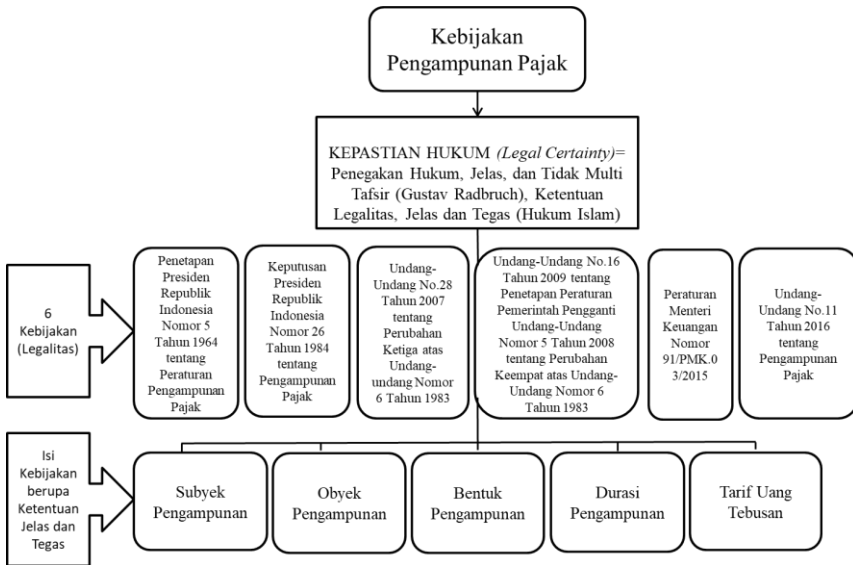 Kebijakan
Pengampunan Pajak
KEPASTIAN HUKUM (Legal Certainty)=
Penegakan Hukum, Jelas, dan Tidak Multi
Tafsir (Gustav Radbruch), Ketentuan
Legalitas, Jelas dan Tegas (Hukum Islam)
6
Kebijakan
(Legalitas)
Penetapan
Presiden
Republik
Indonesia
Nomor 5
Tahun 1964
tentang
Peraturan
Pengampunan
Pajak
Keputusan
Presiden
Republik
Indonesia
Nomor 26
Tahun 1984
tentang
Pengampunan
Pajak
Undang-
Undang No.28
Tahun 2007
tentang
Perubahan
Ketiga atas
Undang-
undang Nomor
6 Tahun 1983
Undang-Undang No.16
Tahun 2009 tentang
Penetapan Peraturan
Pemerintah Pengganti
Undang-Undang
Nomor 5 Tahun 2008
tentang Perubahan
Keempat atas Undang-
Undang Nomor 6
Tahun 1983
Peraturan
Menteri
Keuangan
Nomor
91/PMK.0
3/2015
Undang-
Undang No.11
Tahun 2016
tentang
Pengampunan
Pajak
Isi
Kebijakan
berupa
Ketentuan
Jelas dan
Tegas
Subyek
Pengampunan
Obyek
Pengampunan
Bentuk
Pengampunan
Durasi
Pengampunan
Tarif Uang
Tebusan